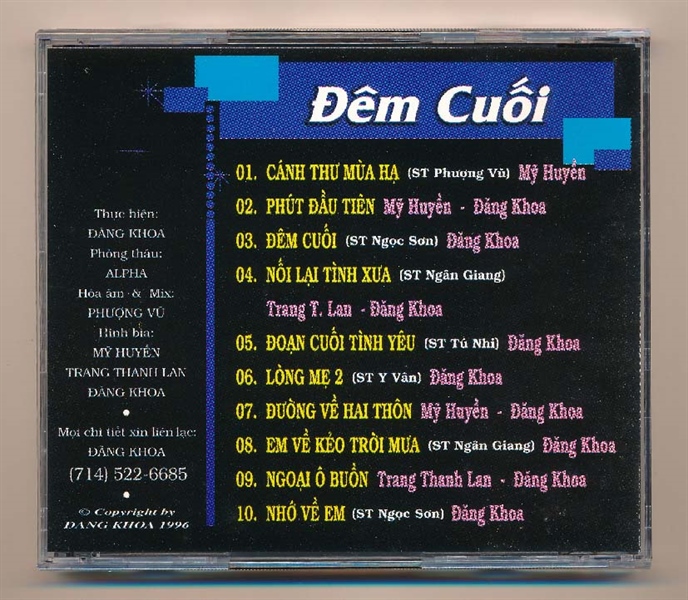 Đêm Cuối
01. CÁNH THƯ MÙA HẠ (ST Phượng Vũ) Mỹ Huyền
02. PHÚT ĐẦU TIÊN Mỹ Huyền - Đăng Khoa
03. ĐÊM CUỐI (ST Ngọc Sơn) Đăng Khoa
04. NỐI LẠI TÌNH XƯA (ST Ngân Giang)
Trang T. Lan - Đăng Khoa
05. ĐOẠN CUỐI TÌNH YÊU (ST Tú Nhi) Đăng Khoa
06. LÒNG MẸ 2 (ST Y Vân) Đăng Khoa
07. ĐƯỜNG VỀ HAI THÔN Mỹ Huyền - Đăng Khoa
08. EM VỀ KẺO TRỜI MƯA (ST Ngân Giang) Đăng Khoa
09. NGOẠI Ô BUỒN Trang Thanh Lan - Đăng Khoa
10. NHỚ VỀ EM (ST Ngọc Sơn) Đăng Khoa
Thực hiện:
ĐĂNG KHOA
Phòng thâu:
ALPHA
Hòa âm & Mix:
PHƯỢNG VŨ
Hình bìa:
MỸ HUYỀN
TRANG THANH LAN
ĐĂNG KHOA
Mọi chi tiết xin liên lạc:
ĐĂNG KHOA
(714) 522-6685
© Copyright by
DANG KHOA 1996